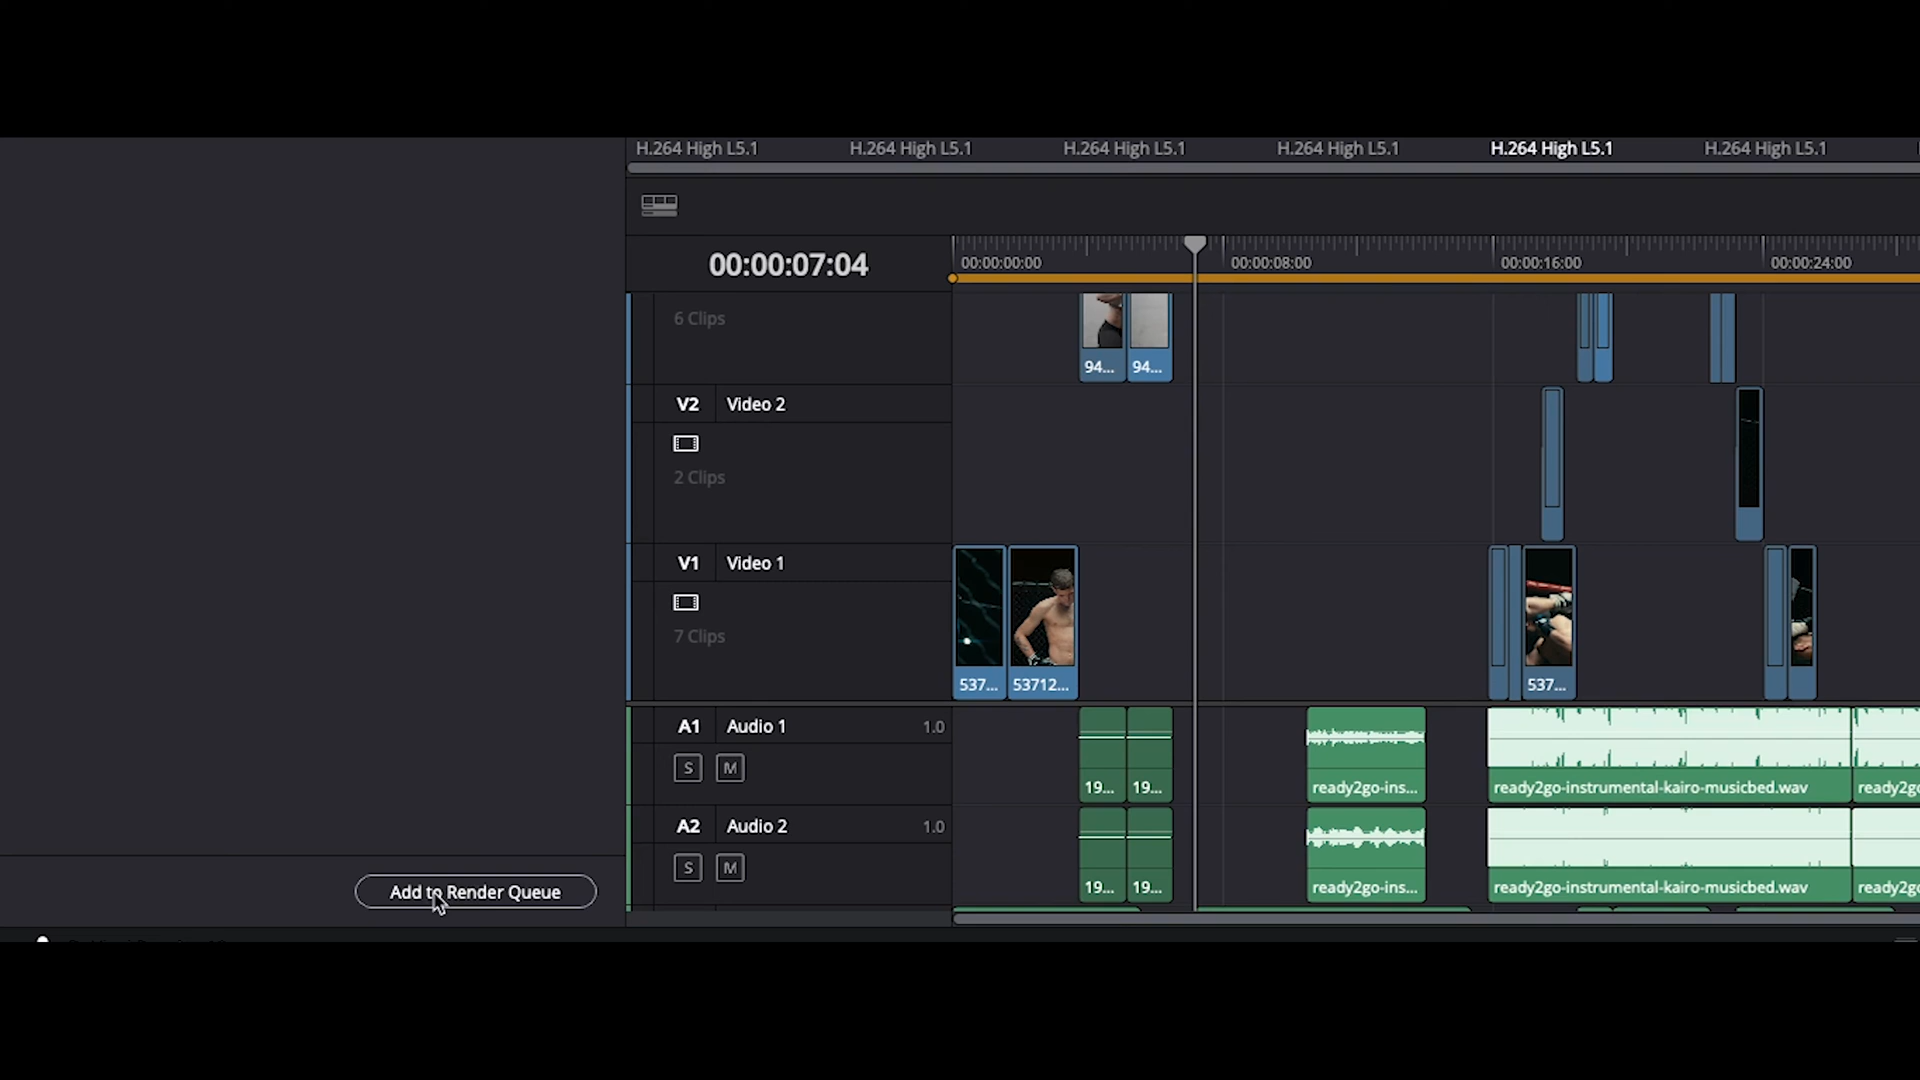 H.264 High L5.1 H.264 High L5.1 H.264 High L5.1 H.264 High L5.1 H.264 High L5.1 H.264 High L5.1
00:00:07:04
00:00:00:00 00:00:08:00 00:00:16:00 00:00:24:00
6 Clips
94... 94...
V2 Video 2
2 Clips
V1 Video 1
7 Clips
537... 53712... 537...
A1 Audio 1 1.0
S M
19... 19... ready2go-ins... ready2go-instrumental-kairo-musicbed.wav ready2g
A2 Audio 2 1.0
S M
19... 19... ready2go-ins... ready2go-instrumental-kairo-musicbed.wav ready2g
Add to Render Queue